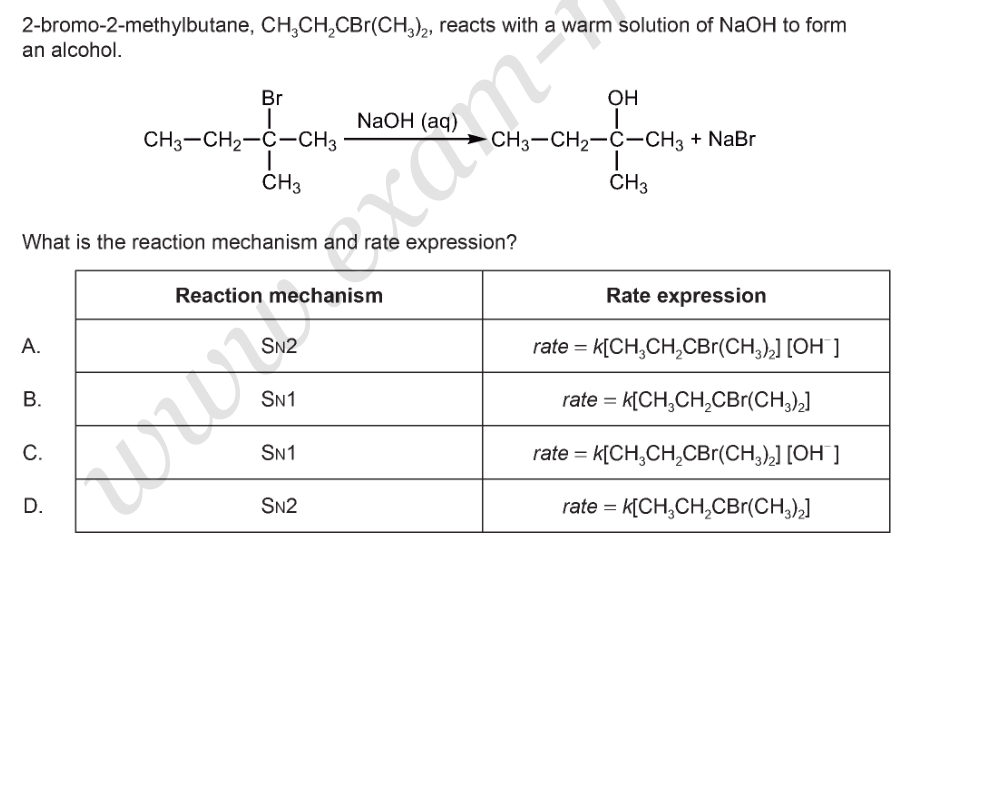 2-bromo-2-methylbutane, CH₃CH₂CBr(CH₃)₂, reacts with a warm solution of NaOH to form
an alcohol.
Br OH
CH₃—CH₂—C—CH₃ NaOH (aq) CH₃—CH₂—C—CH₃ + NaBr
CH₃ CH₃
What is the reaction mechanism and rate expression?
Reaction mechanism Rate expression
A. SN2 rate = k[CH₃CH₂CBr(CH₃)₂] [OH⁻]
B. SN1 rate = k[CH₃CH₂CBr(CH₃)₂]
C. SN1 rate = k[CH₃CH₂CBr(CH₃)₂] [OH⁻]
D. SN2 rate = k[CH₃CH₂CBr(CH₃)₂]
www.exam-